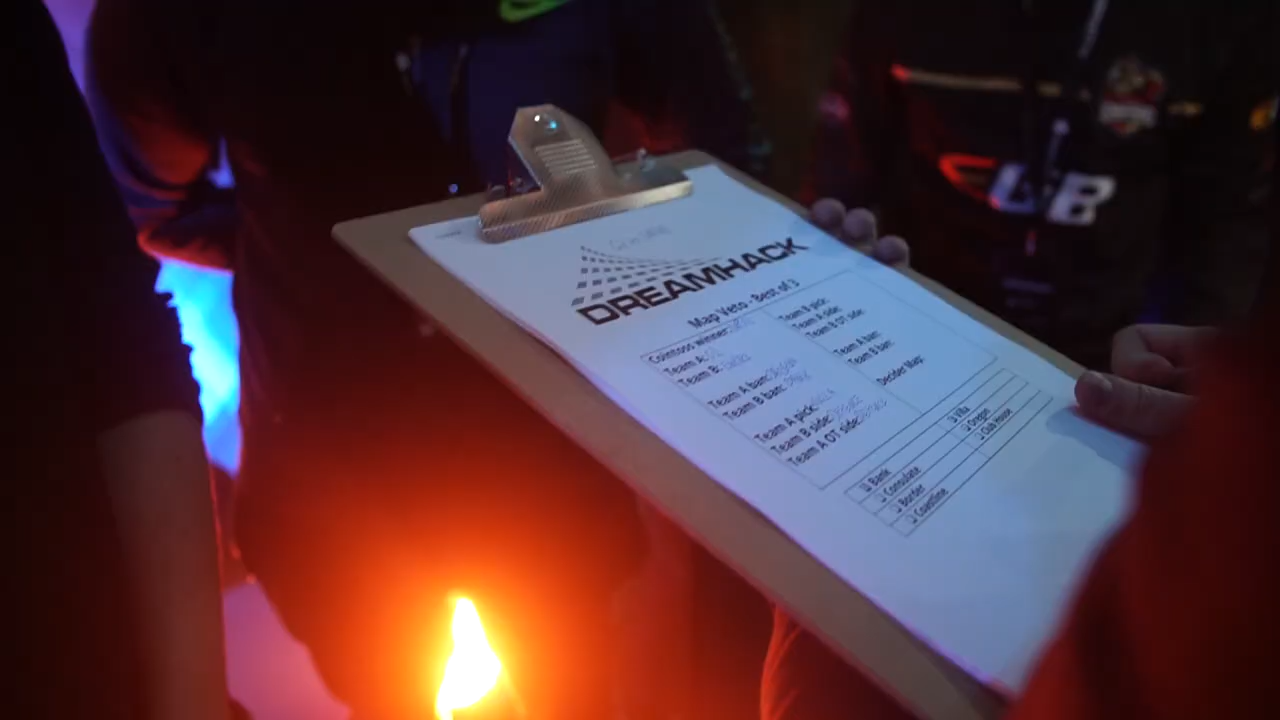 DREAMHACK
Map Veto - Best of 3
Cointoss winner:
Team A:
Team B:
Team A ban:
Team B ban:
Team A pick:
Team B side:
Team A OT side:
Team B pick:
Team A side:
Team B OT side:
Team A ban:
Team B ban:
Decider Map:
Bank
Consulate
Border
Coastline
Villa
Oregon
Club House